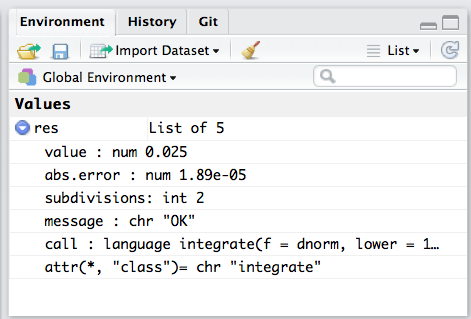 Environment History Git
Import Dataset List
Global Environment
Values
res List of 5
value : num 0.025
abs.error : num 1.89e-05
subdivisions: int 2
message : chr "OK"
call : language integrate(f = dnorm, lower = 1…
attr(*, "class")= chr "integrate"